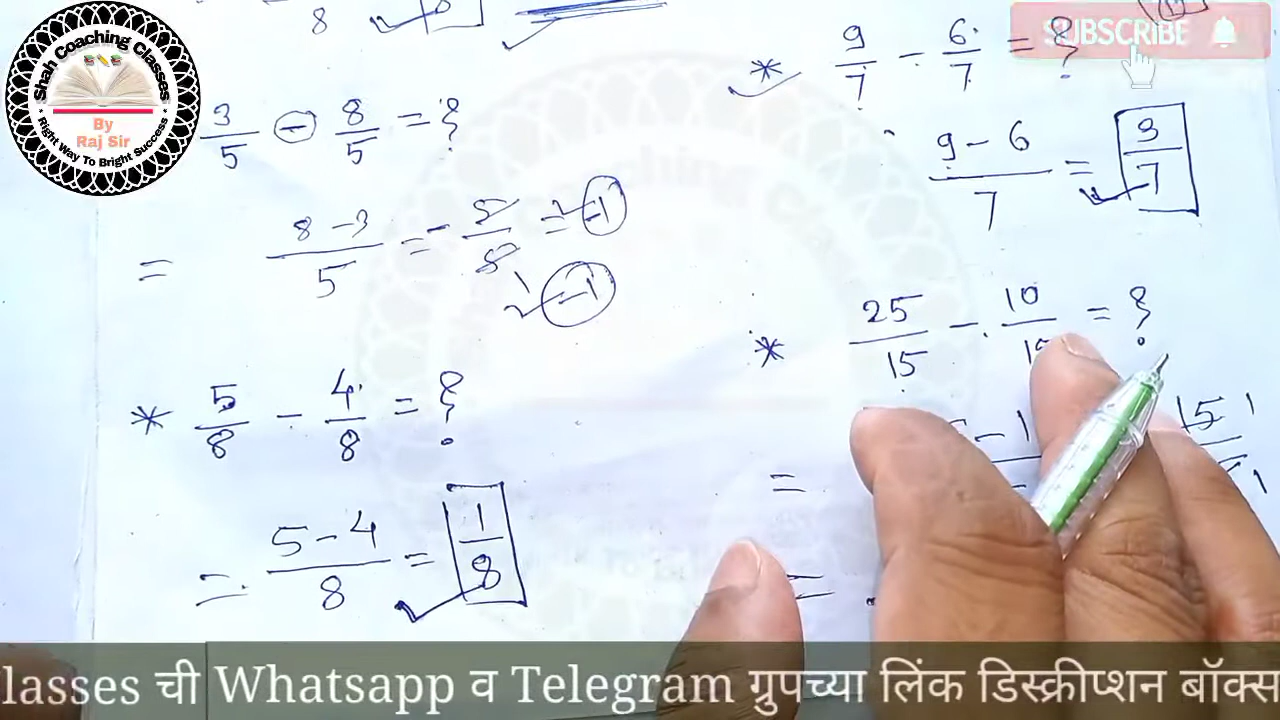 Shah Coaching Classes
By
Raj Sir
* Right Way To Bright Success *
8
3/5 - 8/5 = ?
= 8-3/5 = -5/5 = -1
-1
* 5/8 - 4/8 = ?
= 5-4/8 = 1/8
SUBSCRIBE
* 9/7 - 6/7 = ?
9-6/7 = 3/7
* 25/15 - 10/15 = ?
=
=
lasses ची Whatsapp व Telegram ग्रुपच्या लिंक डिस्क्रीप्शन बॉक्स